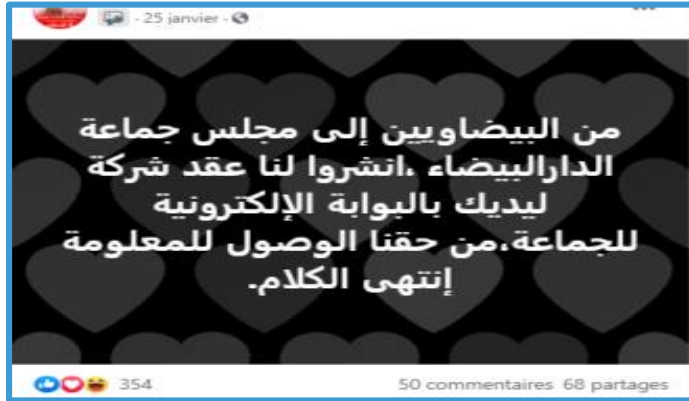 25 janvier
من البيضاويين إلى مجلس جماعة
الدارالبيضاء ،انشروا لنا عقد شركة
ليديك بالبوابة الإلكترونية
للجماعة،من حقنا الوصول للمعلومة
إنتهى الكلام.
354
50 commentaires 68 partages